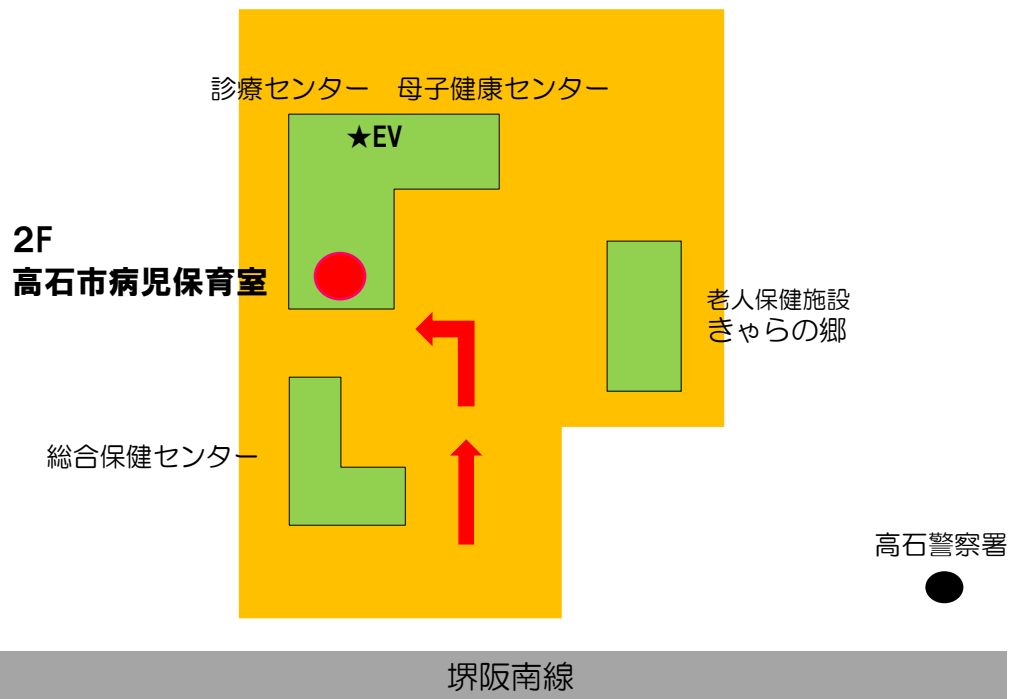 診療センター　母子健康センター
★EV
2F
高石市病児保育室
老人保健施設
きゃらの郷
総合保健センター
高石警察署
堺阪南線